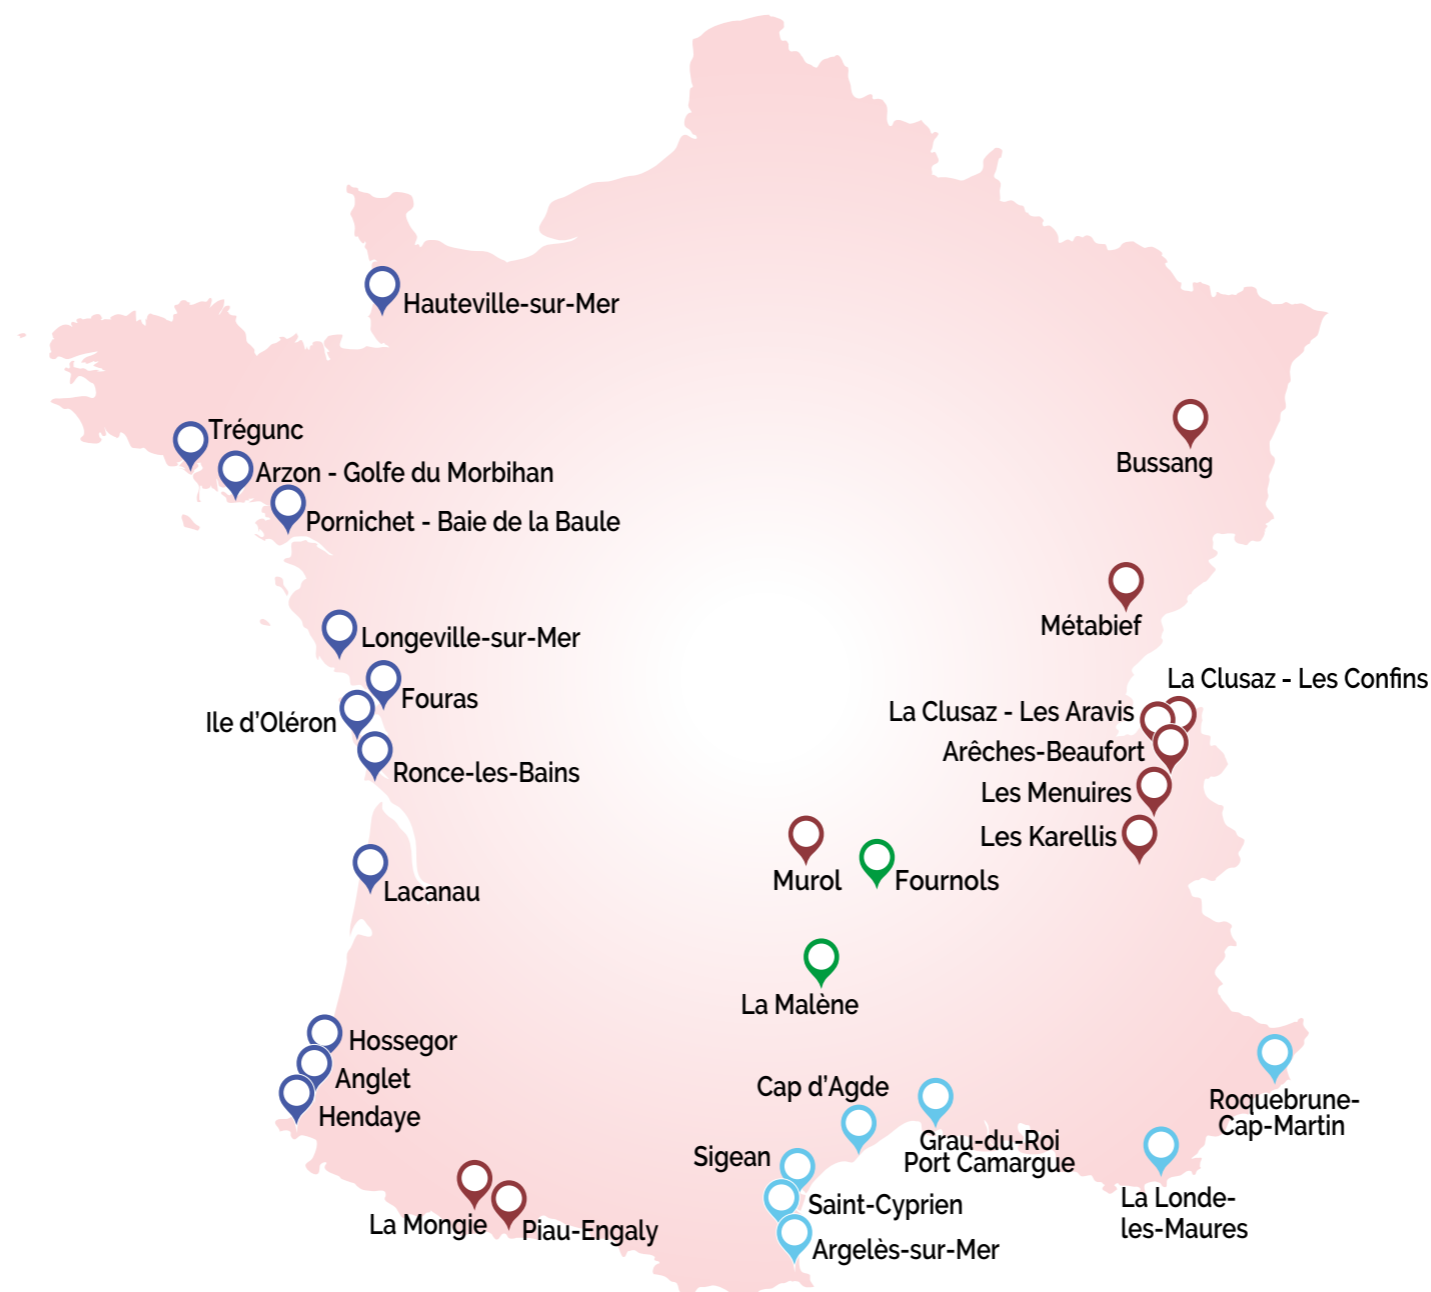 Hauteville-sur-Mer
Trégunc
Arzon - Golfe du Morbihan
Bussang
Pornichet - Baie de la Baule
Métabief
Longeville-sur-Mer
La Clusaz - Les Confins
Fouras
La Clusaz - Les Aravis
Ile d'Oléron
Arêches-Beaufort
Ronce-les-Bains
Les Menuires
Les Karellis
Murol
Fournols
Lacanau
La Malène
Hossegor
Anglet
Cap d'Agde
Roquebrune-
Cap-Martin
Hendaye
Grau-du-Roi
Port Camargue
Sigean
La Londe-
les-Maures
Saint-Cyprien
La Mongie
Piau-Engaly
Argelès-sur-Mer